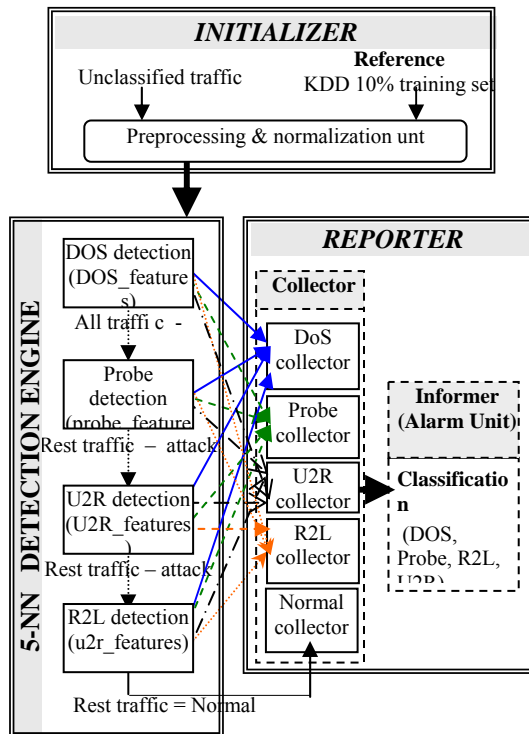 INITIALIZER
Reference
Unclassified traffic
KDD 10% training set
Preprocessing & normalization unt
5-NN DETECTION ENGINE
DOS detection
(DOS_feature
s)
All traffi c -
Probe
detection
(probe_feature
Rest traffic – attack
U2R detection
(U2R_features
)
Rest traffic – attack
R2L detection
(u2r_features)
Rest traffic = Normal
REPORTER
Collector
DoS
collector
Probe
collector
U2R
collector
R2L
collector
Normal
collector
Informer
(Alarm Unit)
Classificatio
n
(DOS,
Probe, R2L,
U2R)